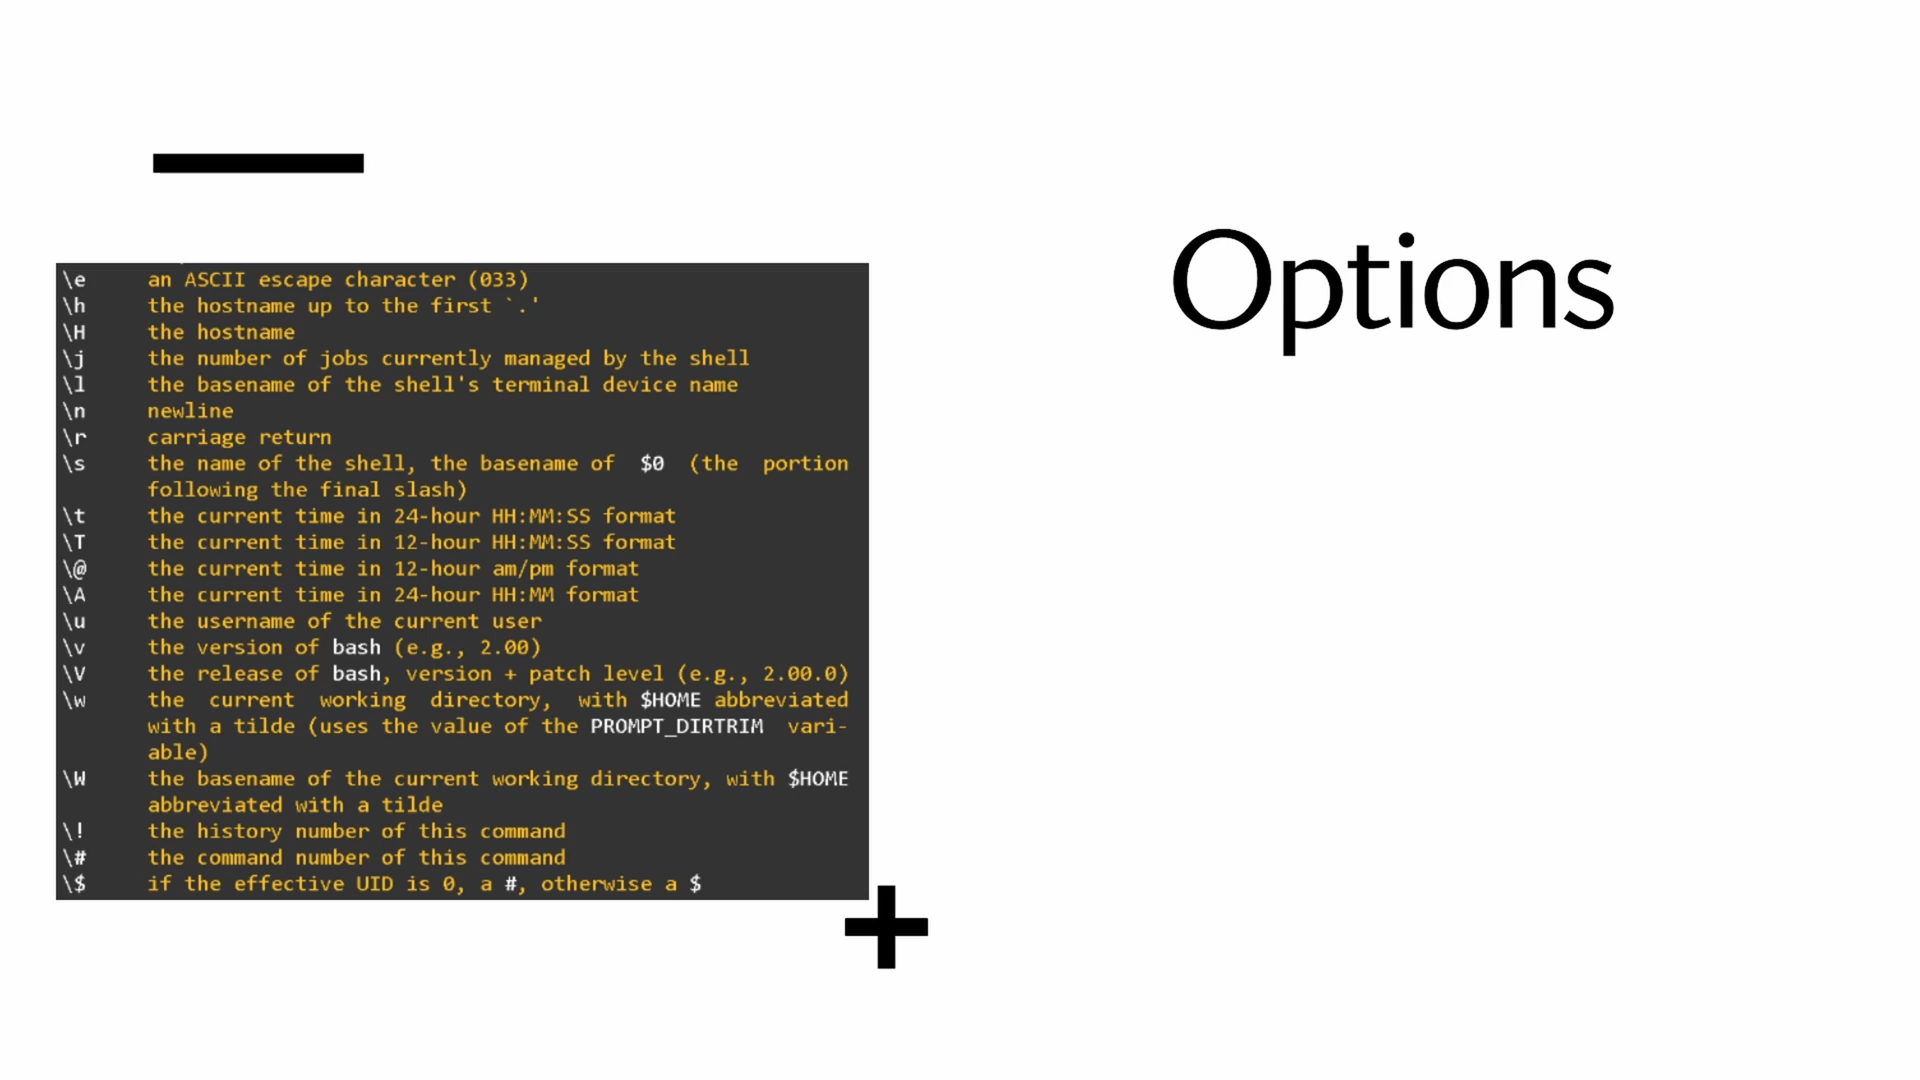 Options
\e an ASCII escape character (033)
\h the hostname up to the first `.'
\H the hostname
\j the number of jobs currently managed by the shell
\l the basename of the shell's terminal device name
\n newline
\r carriage return
\s the name of the shell, the basename of $0 (the portion
following the final slash)
\t the current time in 24-hour HH:MM:SS format
\T the current time in 12-hour HH:MM:SS format
\@ the current time in 12-hour am/pm format
\A the current time in 24-hour HH:MM format
\u the username of the current user
\v the version of bash (e.g., 2.00)
\V the release of bash, version + patch level (e.g., 2.00.0)
\w the current working directory, with $HOME abbreviated
with a tilde (uses the value of the PROMPT_DIRTRIM vari-
able)
\W the basename of the current working directory, with $HOME
abbreviated with a tilde
\! the history number of this command
\# the command number of this command
\$ if the effective UID is 0, a #, otherwise a $